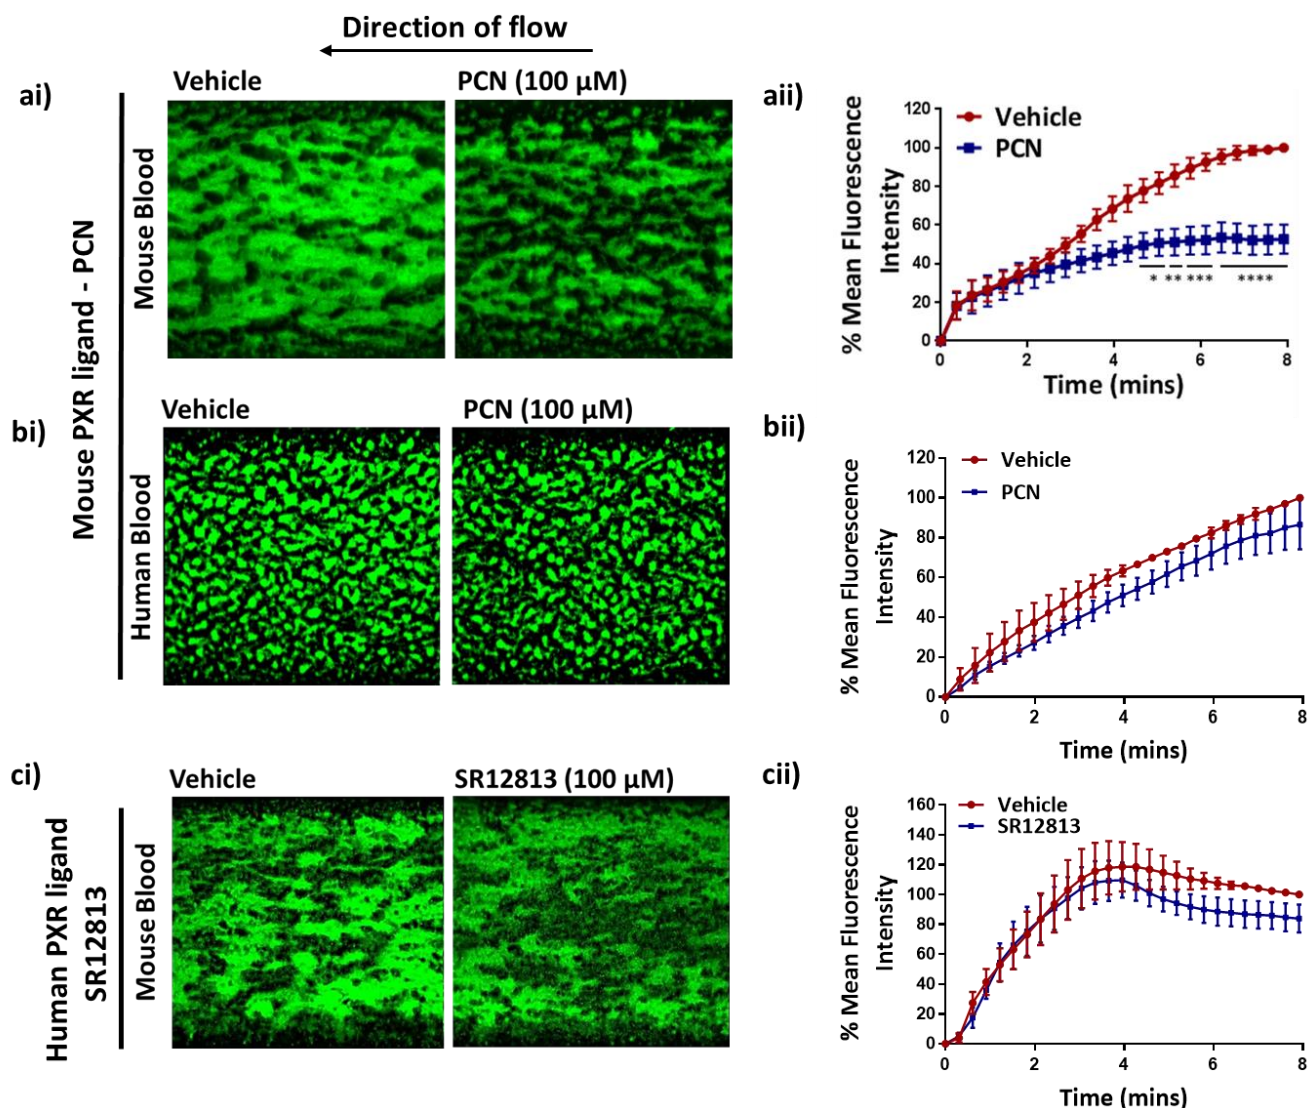 Direction of flow
ai)
Vehicle
PCN (100 µM)
Mouse PXR ligand - PCN
Mouse Blood
aii)
% Mean Fluorescence
Intensity
120
100
80
60
40
20
0
Vehicle
PCN
* ** *** ****
0 2 4 6 8
Time (mins)
bi)
Vehicle
PCN (100 µM)
Human Blood
bii)
% Mean Fluorescence
Intensity
120
100
80
60
40
20
0
Vehicle
PCN
0 2 4 6 8
Time (mins)
ci)
Vehicle
SR12813 (100 µM)
Human PXR ligand
SR12813
Mouse Blood
cii)
% Mean Fluorescence
Intensity
160
140
120
100
80
60
40
20
0
Vehicle
SR12813
0 2 4 6 8
Time (mins)